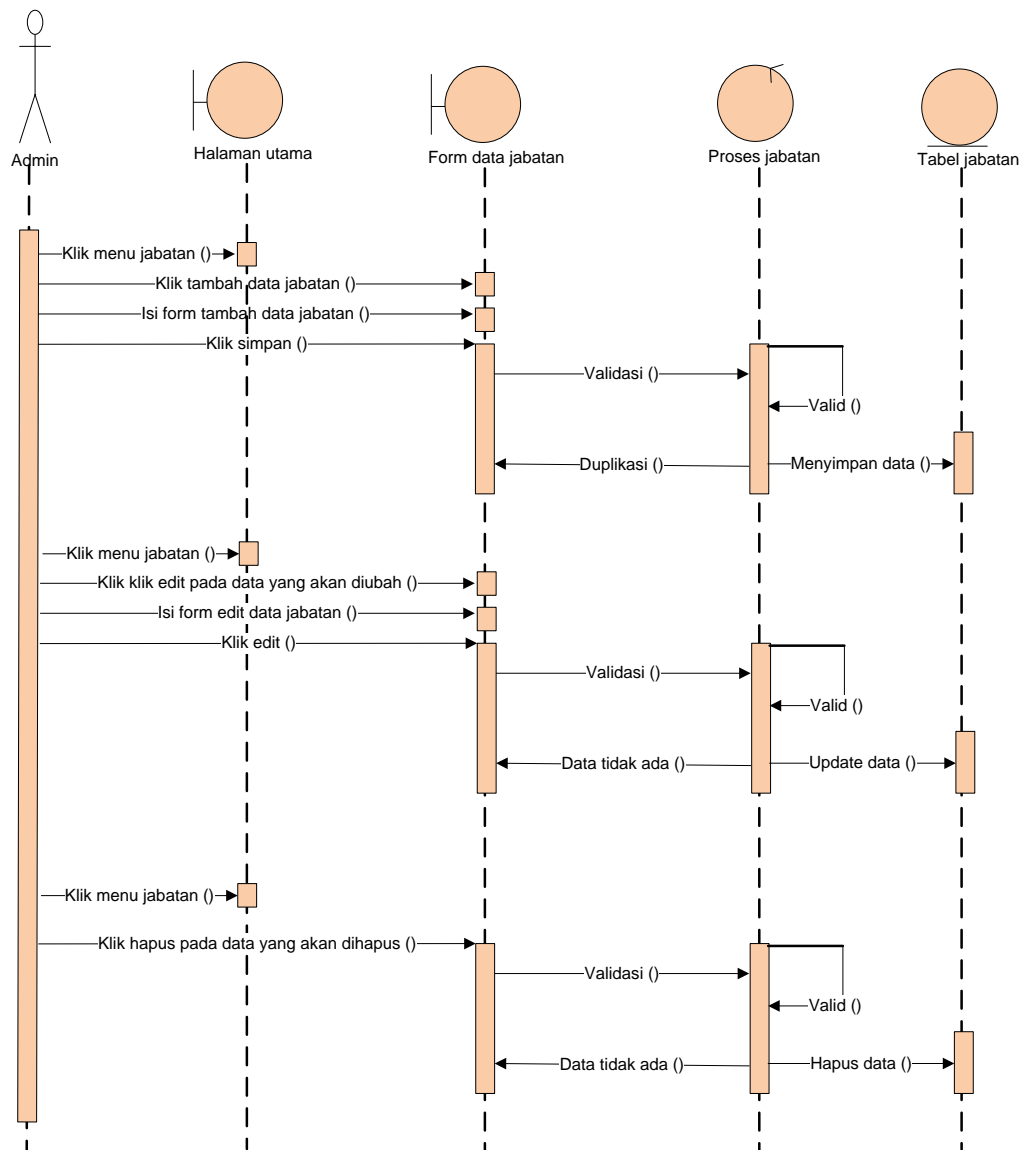 Admin
Halaman utama
Form data jabatan
Proses jabatan
Tabel jabatan
Klik menu jabatan ()
Klik tambah data jabatan ()
Isi form tambah data jabatan ()
Klik simpan ()
Validasi ()
Valid ()
Duplikasi ()
Menyimpan data ()
Klik menu jabatan ()
Klik klik edit pada data yang akan diubah ()
Isi form edit data jabatan ()
Klik edit ()
Validasi ()
Valid ()
Data tidak ada ()
Update data ()
Klik menu jabatan ()
Klik hapus pada data yang akan dihapus ()
Validasi ()
Valid ()
Data tidak ada ()
Hapus data ()